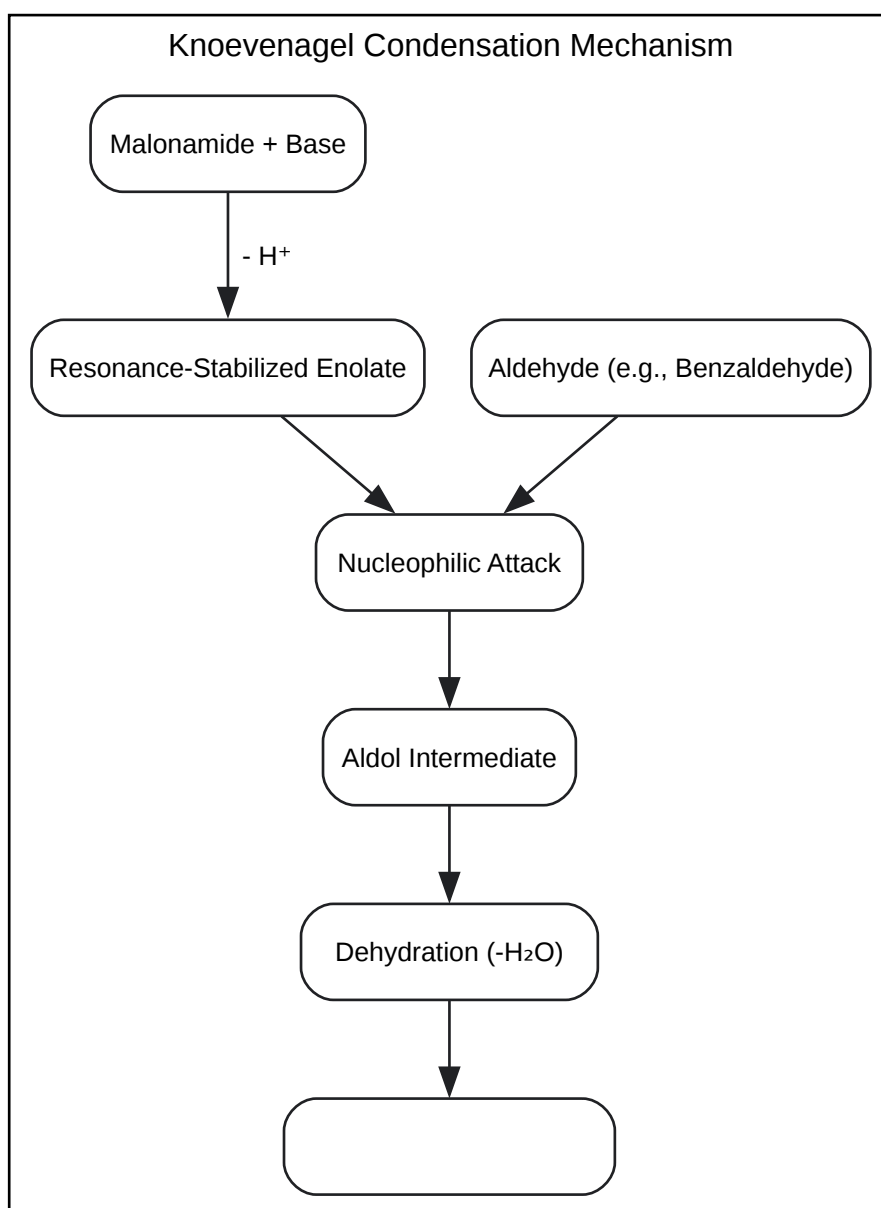 Knoevenagel Condensation Mechanism
Malonamide + Base
- H⁺
Resonance-Stabilized Enolate
Aldehyde (e.g., Benzaldehyde)
Nucleophilic Attack
Aldol Intermediate
Dehydration (-H₂O)